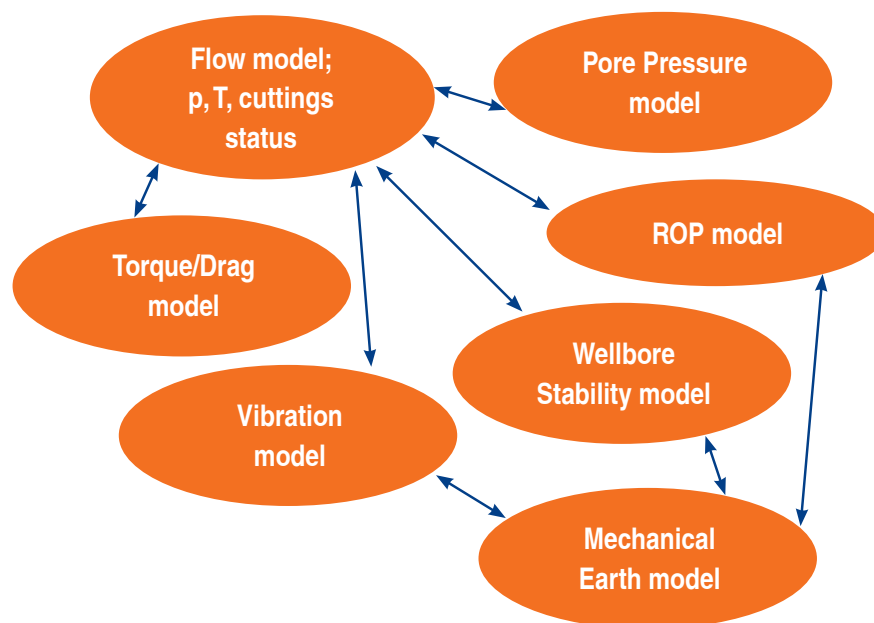 Flow model;
p, T, cuttings
status
Pore Pressure
model
ROP model
Torque/Drag
model
Wellbore
Stability model
Vibration
model
Mechanical
Earth model